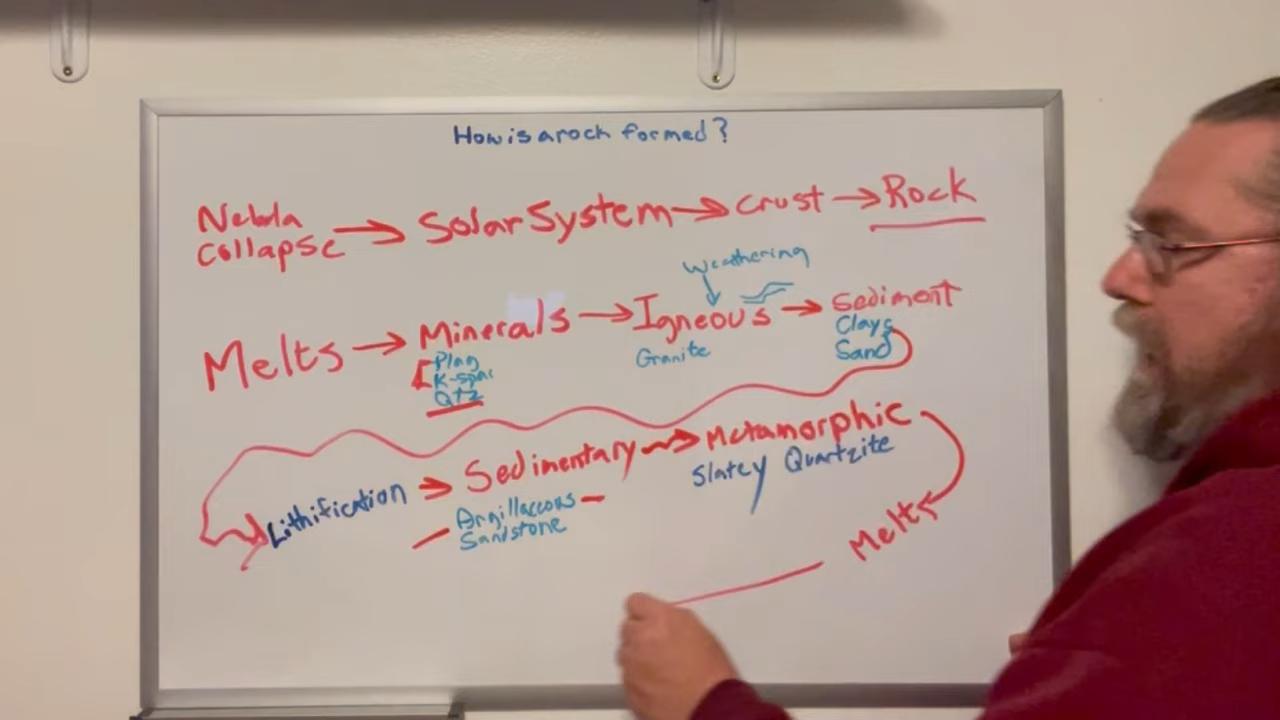 How is a rock formed?
Nebula Collapse → Solar System → Crust → Rock
Weathering
Melts → Minerals → Igneous → Sediment
Plag
K-spar
Qtz
Granite
Clays
Sand
Lithification → Sedimentary → Metamorphic
Argillaceous
Sandstone
Slatey Quartzite
Melts